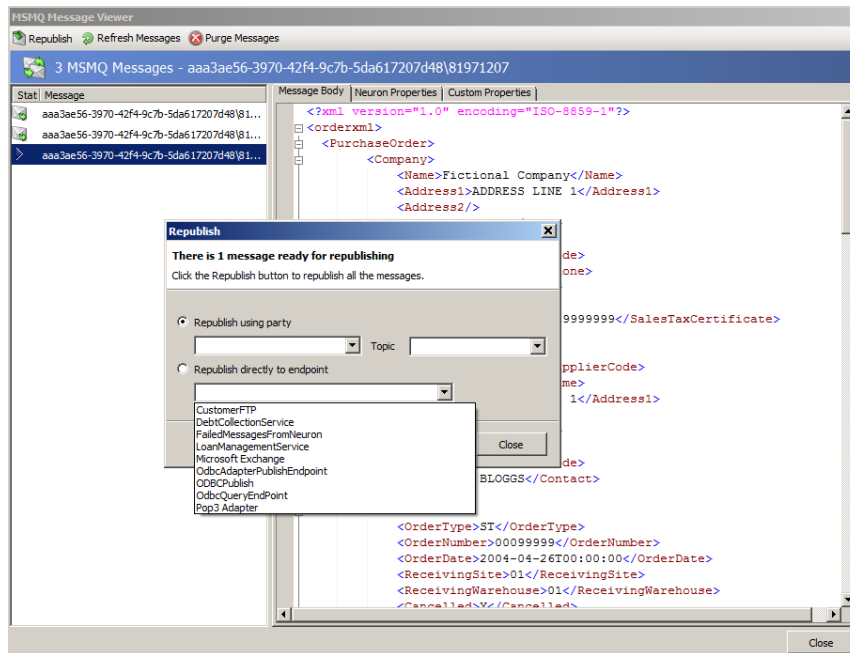 MSMQ Message Viewer
Republish Refresh Messages Purge Messages
3 MSMQ Messages - aaa3ae56-3970-42f4-9c7b-5da617207d48\81971207
Stat Message
aaa3ae56-3970-42f4-9c7b-5da617207d48\81...
aaa3ae56-3970-42f4-9c7b-5da617207d48\81...
aaa3ae56-3970-42f4-9c7b-5da617207d48\81...
Message Body Neuron Properties Custom Properties
<?xml version="1.0" encoding="ISO-8859-1"?>
<orderxml>
<PurchaseOrder>
<Company>
<Name>Fictional Company</Name>
<Address1>ADDRESS LINE 1</Address1>
<Address2/>
de>
one>
9999999</SalesTaxCertificate>
pplierCode>
me>
1</Address1>
de>
BLOGGS</Contact>
<OrderType>ST</OrderType>
<OrderNumber>00099999</OrderNumber>
<OrderDate>2004-04-26T00:00:00</OrderDate>
<ReceivingSite>01</ReceivingSite>
<ReceivingWarehouse>01</ReceivingWarehouse>
<Cancelled>Y</Cancelled>
Republish
There is 1 message ready for republishing
Click the Republish button to republish all the messages.
Republish using party
Topic
Republish directly to endpoint
CustomerFTP
DebtCollectionService
FailedMessagesFromNeuron
LoanManagementService
Microsoft Exchange
OdbcAdapterPublishEndpoint
ODBCPublish
OdbcQueryEndPoint
Pop3 Adapter
Close
Close